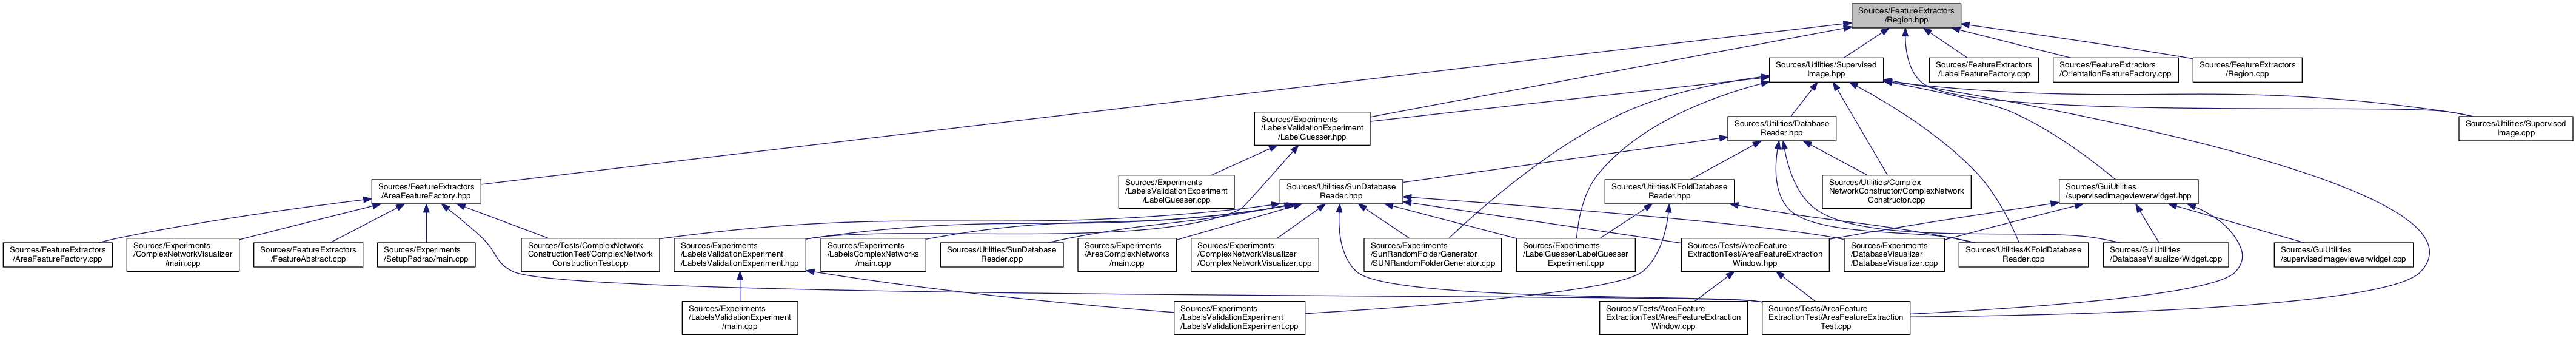 Sources/FeatureExtractors
/Region.hpp
Sources/Utilities/Supervised
Image.hpp
Sources/FeatureExtractors
/LabelFeatureFactory.cpp
Sources/FeatureExtractors
/OrientationFeatureFactory.cpp
Sources/FeatureExtractors
/Region.cpp
Sources/Experiments
/LabelsValidationExperiment
/LabelGuesser.hpp
Sources/Utilities/Database
Reader.hpp
Sources/Utilities/Supervised
Image.cpp
Sources/FeatureExtractors
/AreaFeatureFactory.hpp
Sources/Experiments
/LabelsValidationExperiment
/LabelGuesser.cpp
Sources/Utilities/SunDatabase
Reader.hpp
Sources/Utilities/KFoldDatabase
Reader.hpp
Sources/Utilities/Complex
NetworkConstructor/ComplexNetwork
Constructor.cpp
Sources/GuiUtilities
/supervisedimageviewerwidget.hpp
Sources/FeatureExtractors
/AreaFeatureFactory.cpp
Sources/Experiments
/ComplexNetworkVisualizer
/main.cpp
Sources/FeatureExtractors
/FeatureAbstract.cpp
Sources/Experiments
/SetupPadrao/main.cpp
Sources/Tests/ComplexNetwork
ConstructionTest/ComplexNetwork
ConstructionTest.cpp
Sources/Experiments
/LabelsValidationExperiment
/LabelsValidationExperiment.hpp
Sources/Experiments
/LabelsComplexNetworks
/main.cpp
Sources/Utilities/SunDatabase
Reader.cpp
Sources/Experiments
/AreaComplexNetworks
/main.cpp
Sources/Experiments
/ComplexNetworkVisualizer
/ComplexNetworkVisualizer.cpp
Sources/Experiments
/SunRandomFolderGenerator
/SUNRandomFolderGenerator.cpp
Sources/Experiments
/LabelGuesser/LabelGuesser
Experiment.cpp
Sources/Tests/AreaFeature
ExtractionTest/AreaFeatureExtraction
Window.hpp
Sources/Experiments
/DatabaseVisualizer
/DatabaseVisualizer.cpp
Sources/Utilities/KFoldDatabase
Reader.cpp
Sources/GuiUtilities
/DatabaseVisualizerWidget.cpp
Sources/GuiUtilities
/supervisedimageviewerwidget.cpp
Sources/Experiments
/LabelsValidationExperiment
/main.cpp
Sources/Experiments
/LabelsValidationExperiment
/LabelsValidationExperiment.cpp
Sources/Tests/AreaFeature
ExtractionTest/AreaFeatureExtraction
Window.cpp
Sources/Tests/AreaFeature
ExtractionTest/AreaFeatureExtraction
Test.cpp